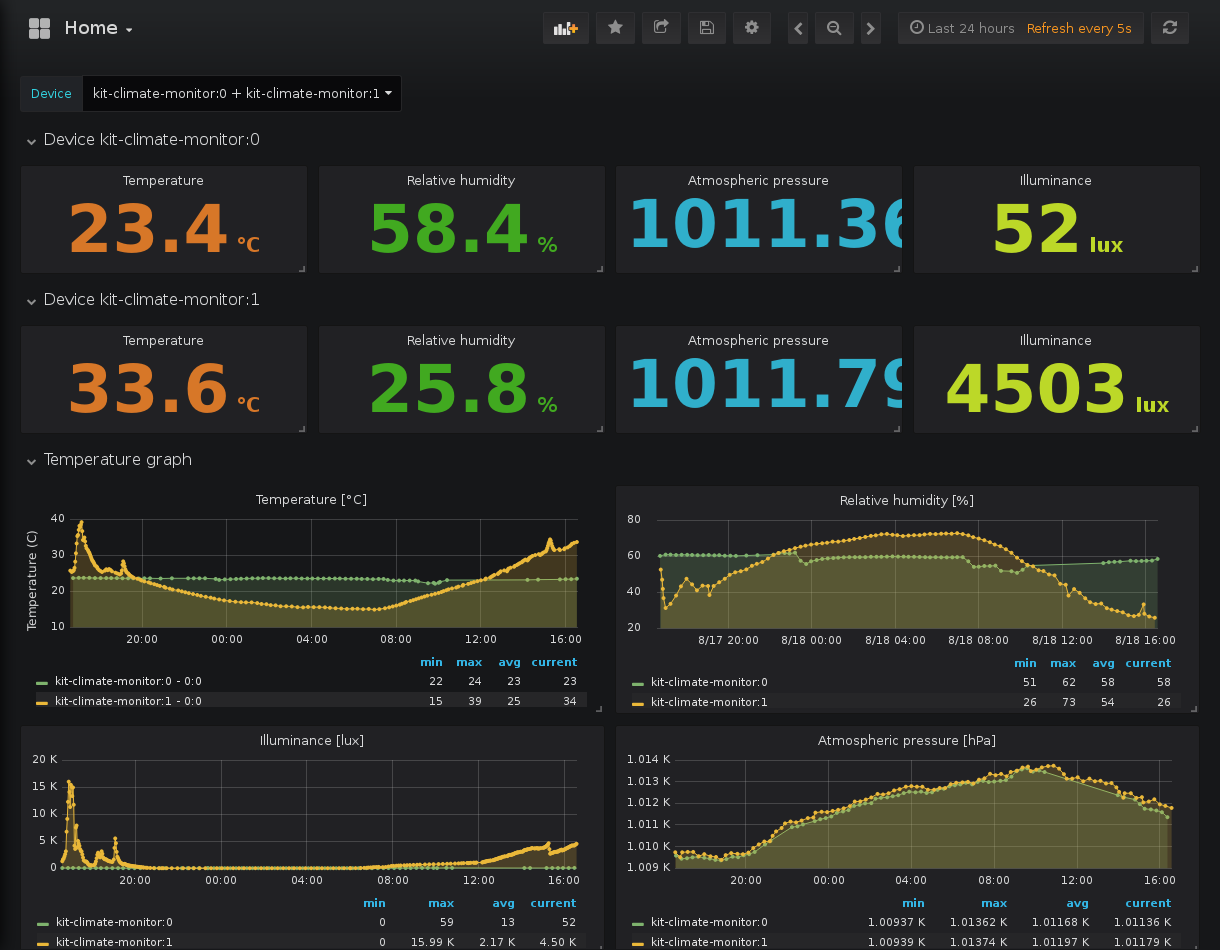 Home
Last 24 hours Refresh every 5s
Device kit-climate-monitor:0 + kit-climate-monitor:1
Device kit-climate-monitor:0
Temperature Relative humidity Atmospheric pressure Illuminance
23.4 °C 58.4 % 1011.36 52 lux
Device kit-climate-monitor:1
Temperature Relative humidity Atmospheric pressure Illuminance
33.6 °C 25.8 % 1011.79 4503 lux
Temperature graph
Temperature [°C]
Temperature (C)
40
30
20
10
20:00 00:00 04:00 08:00 12:00 16:00
min max avg current
kit-climate-monitor:0 - 0:0 22 24 23 23
kit-climate-monitor:1 - 0:0 15 39 25 34
Relative humidity [%]
80
60
40
20
8/17 20:00 8/18 00:00 8/18 04:00 8/18 08:00 8/18 12:00 8/18 16:00
min max avg current
kit-climate-monitor:0 51 62 58 58
kit-climate-monitor:1 26 73 54 26
Illuminance [lux]
20 K
15 K
10 K
5 K
0
20:00 00:00 04:00 08:00 12:00 16:00
min max avg current
kit-climate-monitor:0 0 59 13 52
kit-climate-monitor:1 0 15.99 K 2.17 K 4.50 K
Atmospheric pressure [hPa]
1.014 K
1.013 K
1.012 K
1.011 K
1.010 K
1.009 K
20:00 00:00 04:00 08:00 12:00 16:00
min max avg current
kit-climate-monitor:0 1.00937 K 1.01362 K 1.01168 K 1.01136 K
kit-climate-monitor:1 1.00939 K 1.01374 K 1.01197 K 1.01179 K